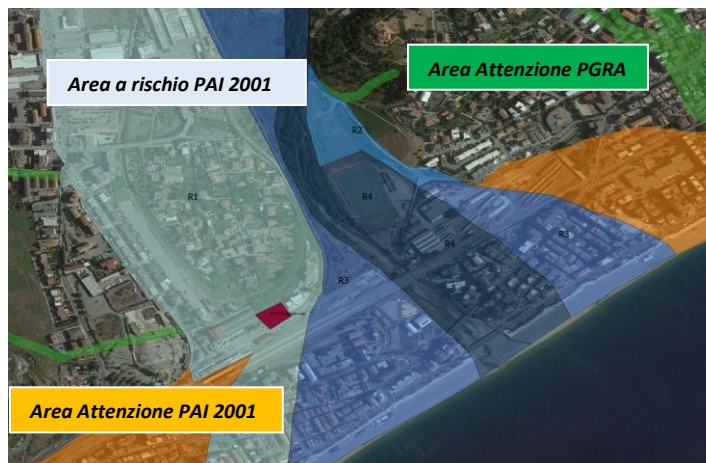 Area Attenzione PGRA
Area a rischio PAI 2001
R2
R1
R4
R4
R3
R3
Area Attenzione PAI 2001